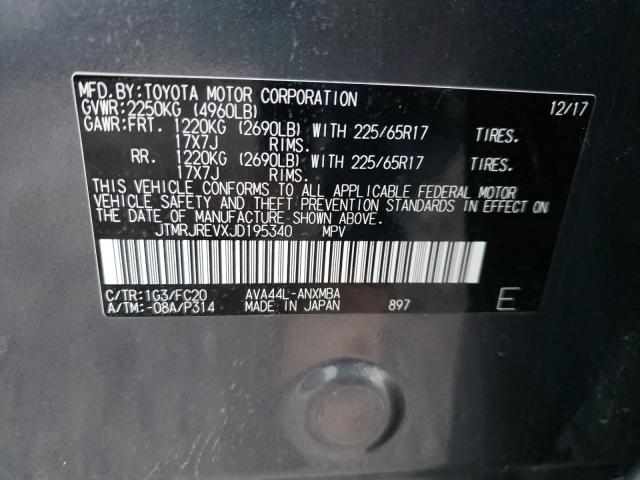 MFD.BY:TOYOTA MOTOR CORPORATION 12/17
GVWR:2250KG (4960LB)
GAWR:FRT. 1220KG (2690LB) WITH 225/65R17 TIRES.
17X7J RIMS.
RR. 1220KG (2690LB) WITH 225/65R17 TIRES.
17X7J RIMS.
THIS VEHICLE CONFORMS TO ALL APPLICABLE FEDERAL MOTOR
VEHICLE SAFETY AND THEFT PREVENTION STANDARDS IN EFFECT ON
THE DATE OF MANUFACTURE SHOWN ABOVE.
JTMRJREVXJD195340 MPV
C/TR:1G3/FC20 AVA44L-ANXMBA
A/TM:-08A/P314 MADE IN JAPAN 897 E